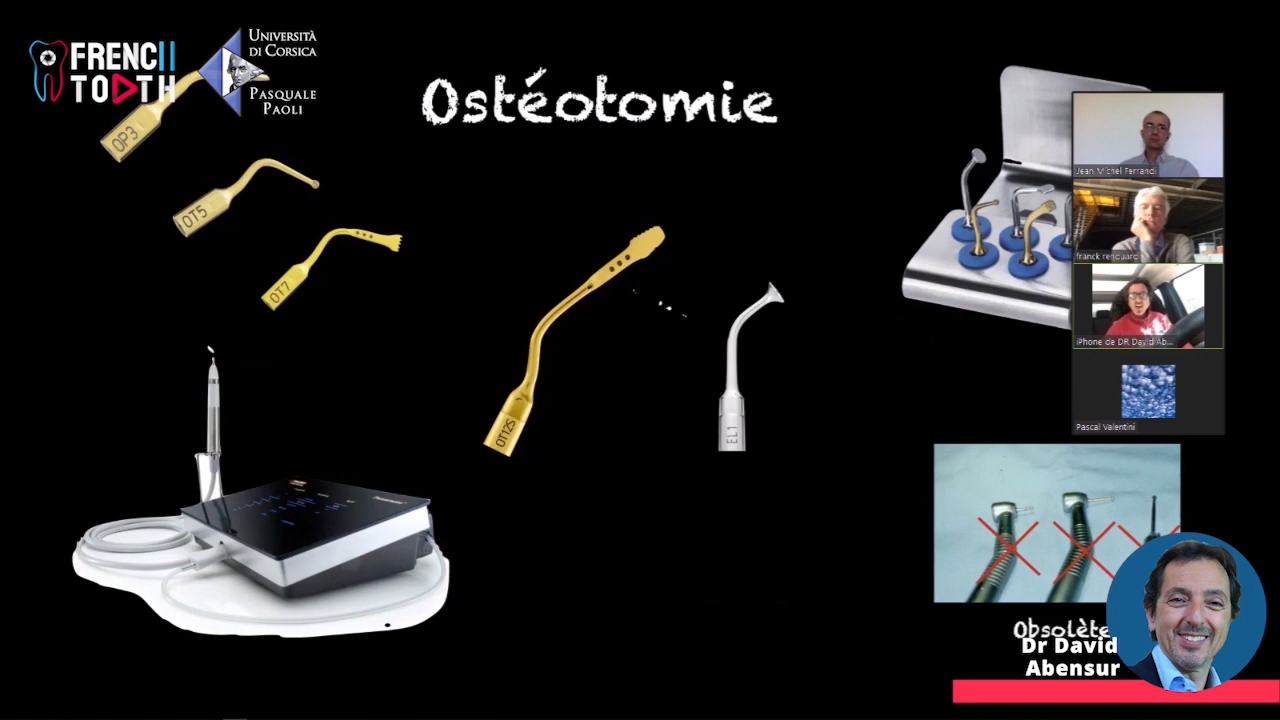 FRENCH
TOOTH
UNIVERSITÀ
DI CORSICA
PASQUALE
PAOLI
Ostéotomie
OP3
OT5
OT7
OT12S
EL1
Jean Michel Ferrandi
franck renouard
iPhone de DR David Ab...
Pascal Valentini
Obsolète
Dr David
Abensur